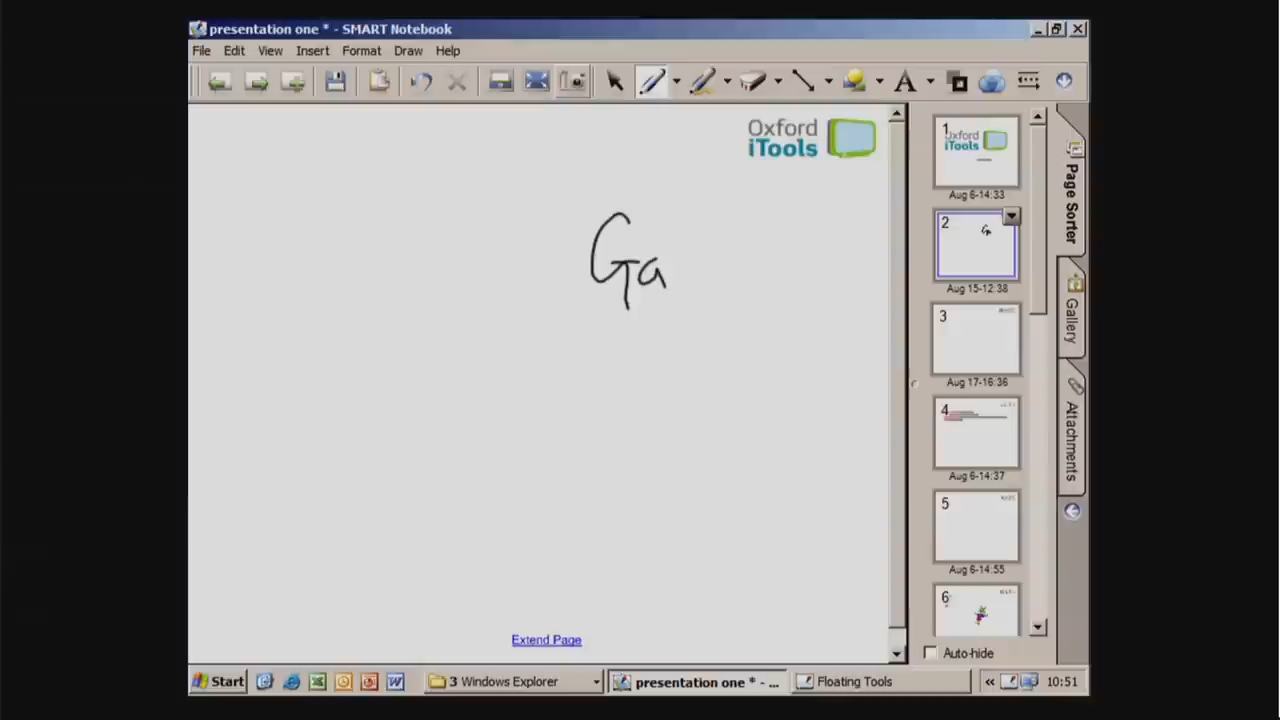 presentation one * - SMART Notebook
File Edit View Insert Format Draw Help
Oxford
iTools
Ga
Extend Page
1
Oxford
iTools
Aug 6-14:33
2
Ga
Aug 15-12:38
3
Aug 17-16:36
4
Aug 6-14:37
5
Aug 6-14:55
6
Page Sorter
Gallery
Attachments
Auto-hide
Start
3 Windows Explorer
presentation one * - ...
Floating Tools
10:51